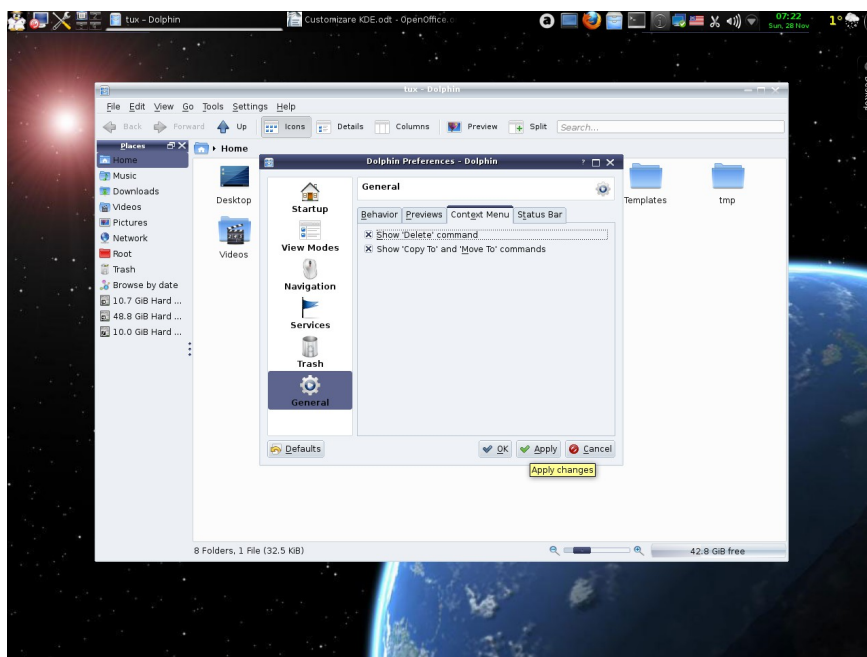 tux - Dolphin
Customizare KDE.odt - OpenOffice.o
07:22
Sun, 28 Nov
1°
tux - Dolphin
File Edit View Go Tools Settings Help
Back Forward Up Icons Details Columns Preview Split Search...
Places
Home
Home
Music
Downloads
Videos
Pictures
Network
Root
Trash
Browse by date
10.7 GiB Hard ...
48.8 GiB Hard ...
10.0 GiB Hard ...
Desktop
Videos
Templates
tmp
Dolphin Preferences - Dolphin
Startup
View Modes
Navigation
Services
Trash
General
General
Behavior Previews Context Menu Status Bar
Show 'Delete' command
Show 'Copy To' and 'Move To' commands
Defaults
OK Apply Cancel
Apply changes
8 Folders, 1 File (32.5 KiB)
42.8 GiB free